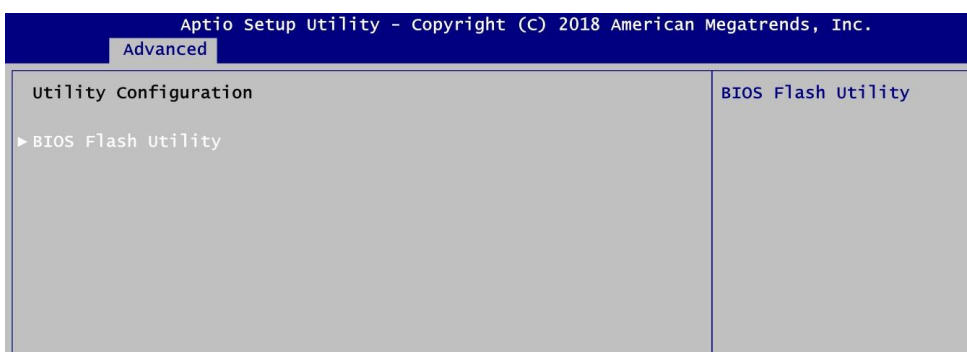 Aptio Setup Utility – Copyright (C) 2018 American Megatrends, Inc.
Advanced
Utility Configuration
BIOS Flash Utility
►BIOS Flash Utility